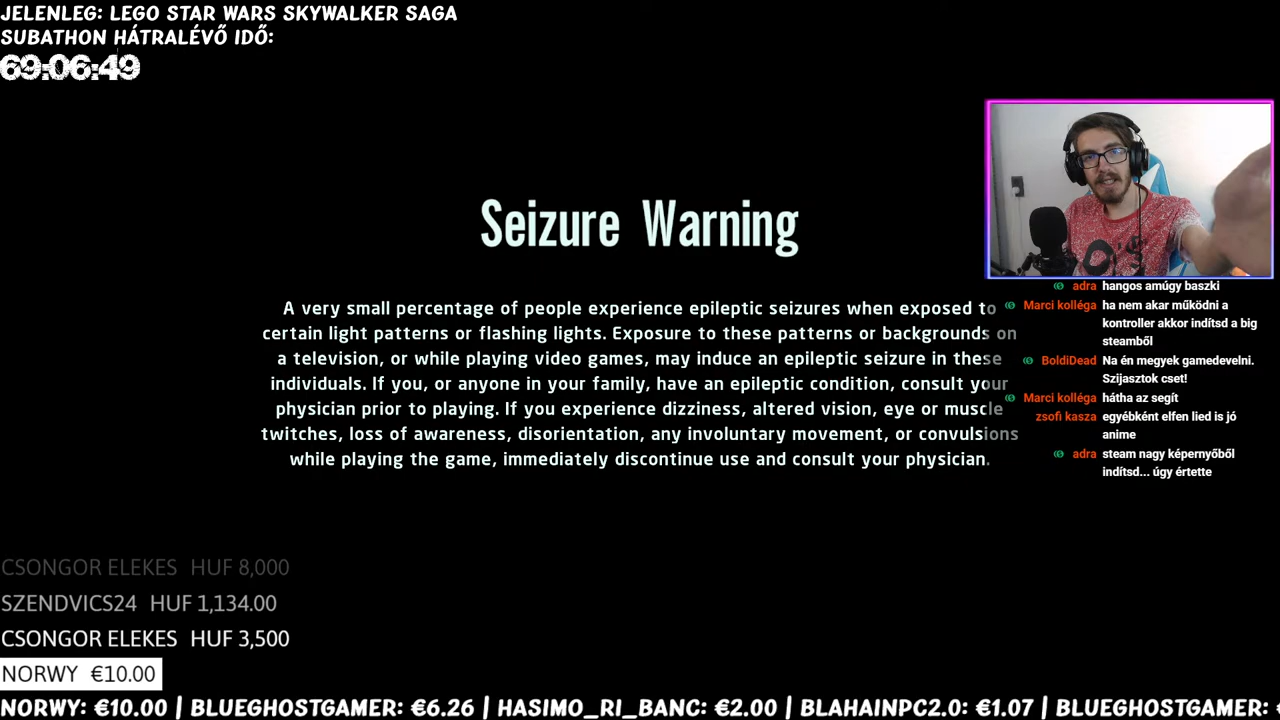 JELENLEG: LEGO STAR WARS SKYWALKER SAGA
SUBATHON HÁTRALÉVŐ IDŐ:
69:06:49
Seizure Warning
A very small percentage of people experience epileptic seizures when exposed to
certain light patterns or flashing lights. Exposure to these patterns or backgrounds on
a television, or while playing video games, may induce an epileptic seizure in these
individuals. If you, or anyone in your family, have an epileptic condition, consult your
physician prior to playing. If you experience dizziness, altered vision, eye or muscle
twitches, loss of awareness, disorientation, any involuntary movement, or convulsions
while playing the game, immediately discontinue use and consult your physician.
adra hangos amúgy baszki
Marci kolléga ha nem akar működni a
kontroller akkor indítsd a big
steamből
BoldiDead Na én megyek gamedevelni.
Szijasztok cset!
Marci kolléga hátha az segít
zsofi kasza egyébként elfen lied is jó
anime
adra steam nagy képernyőből
indítsd... úgy értette
CSONGOR ELEKES HUF 8,000
SZENDVICS24 HUF 1,134.00
CSONGOR ELEKES HUF 3,500
NORWY €10.00
NORWY: €10.00 | BLUEGHOSTGAMER: €6.26 | HASIMO_RI_BANC: €2.00 | BLAHAINPC2.0: €1.07 | BLUEGHOSTGAMER: